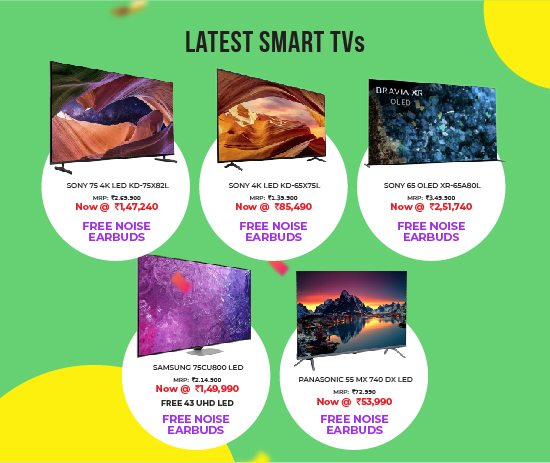 LATEST SMART TVs
BRAVIA XR
OLED
SONY 75 4K LED KD-75X82L
MRP: ₹2.69.900
Now @ ₹1,47,240
FREE NOISE
EARBUDS
SONY 4K LED KD-65X75L
MRP: ₹1.39.900
Now @ ₹85,490
FREE NOISE
EARBUDS
SONY 65 OLED XR-65A80L
MRP: ₹3.49.900
Now @ ₹2,51,740
FREE NOISE
EARBUDS
SAMSUNG 75CU800 LED
MRP: ₹2.14.900
Now @ ₹1,49,990
FREE 43 UHD LED
FREE NOISE
EARBUDS
PANASONIC 55 MX 740 DX LED
MRP: ₹72.990
Now @ ₹53,990
FREE NOISE
EARBUDS